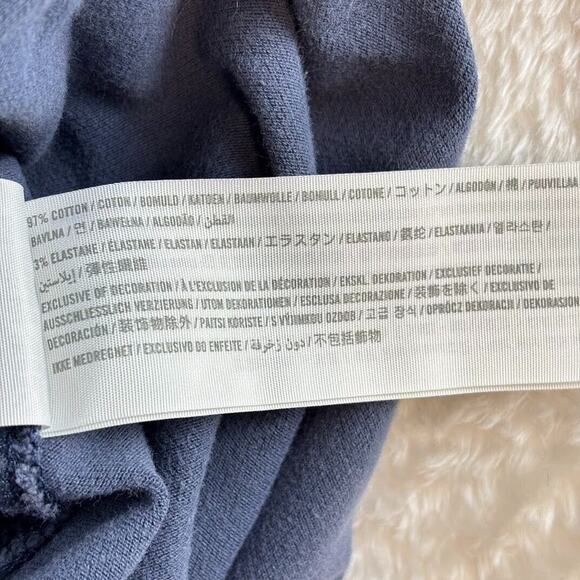 97% COTTON / COTON / BOMULD / KATOEN / BAUMWOLLE / BOMULL / COTONE / コットン / ALGODÓN / 棉 / PUUVILLAA
BAVLNA / 면 / BAWEŁNA / ALGODÃO / القطن
3% ELASTANE / ÉLASTANE / ELASTAN / ELASTAAN / エラスタン / ELASTANO / 氨纶 / ELASTAANIA / 엘라스탄 /
إيلاستين / 彈性纖維
EXCLUSIVE OF DECORATION / À L'EXCLUSION DE LA DÉCORATION / EKSKL. DEKORATION / EXCLUSIEF DECORATIE /
AUSSCHLIESSLICH VERZIERUNG / UTOM DEKORATIONEN / ESCLUSA DECORAZIONE / 装飾を除く / EXCLUSIVO DE
DECORACIÓN / 装饰物除外 / PAITSI KORISTE / S VÝJIMKOU OZDOB / 고급 장식 / OPRÓCZ DEKORACJI / DEKORASJON
IKKE MEDREGNET / EXCLUSIVO DO ENFEITE / دون زخرفة / 不包括飾物